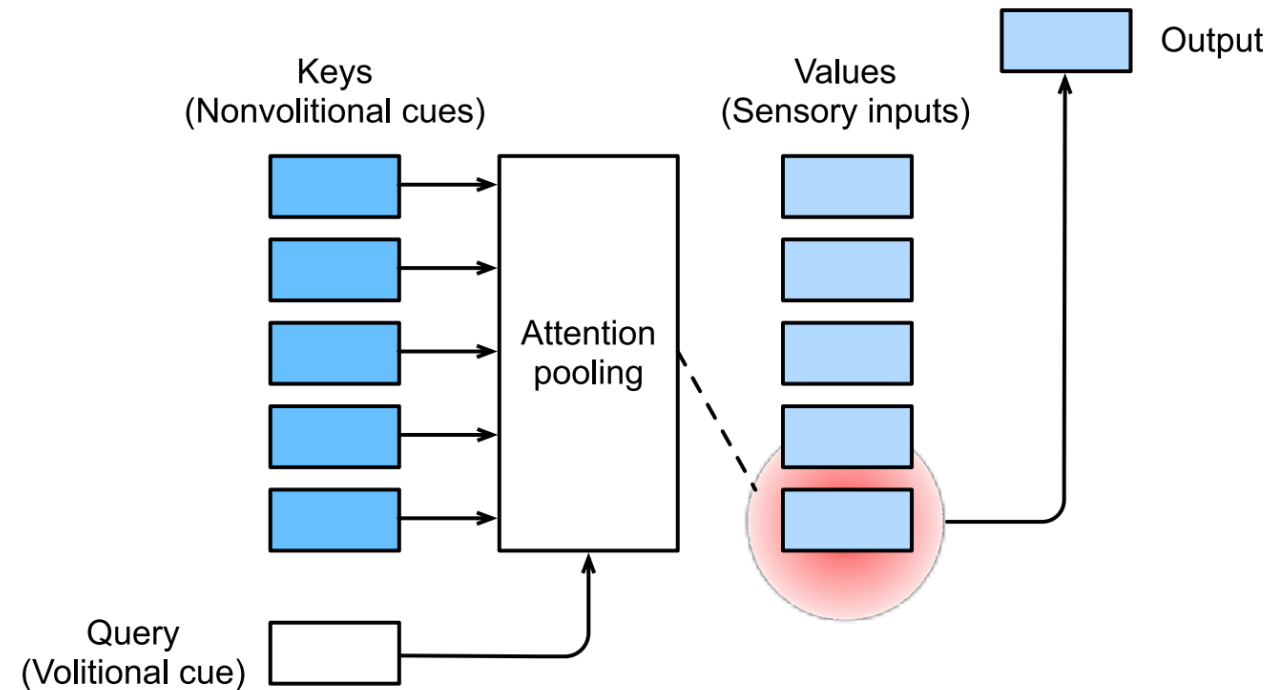 Output
Keys
(Nonvolitional cues)
Values
(Sensory inputs)
Attention
pooling
Query
(Volitional cue)